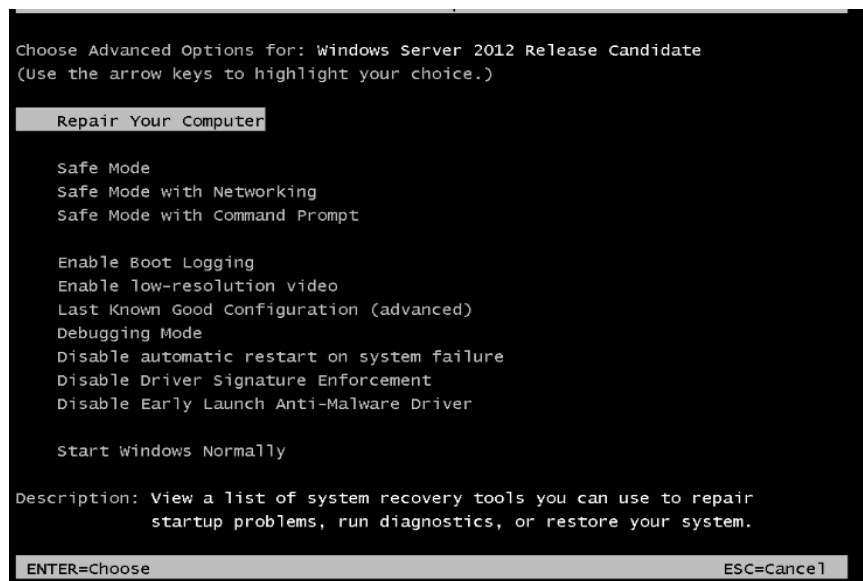 Choose Advanced Options for: Windows Server 2012 Release Candidate
(Use the arrow keys to highlight your choice.)
Repair Your Computer
Safe Mode
Safe Mode with Networking
Safe Mode with Command Prompt
Enable Boot Logging
Enable low-resolution video
Last Known Good Configuration (advanced)
Debugging Mode
Disable automatic restart on system failure
Disable Driver Signature Enforcement
Disable Early Launch Anti-Malware Driver
Start Windows Normally
Description: View a list of system recovery tools you can use to repair
startup problems, run diagnostics, or restore your system.
ENTER=Choose ESC=Cancel